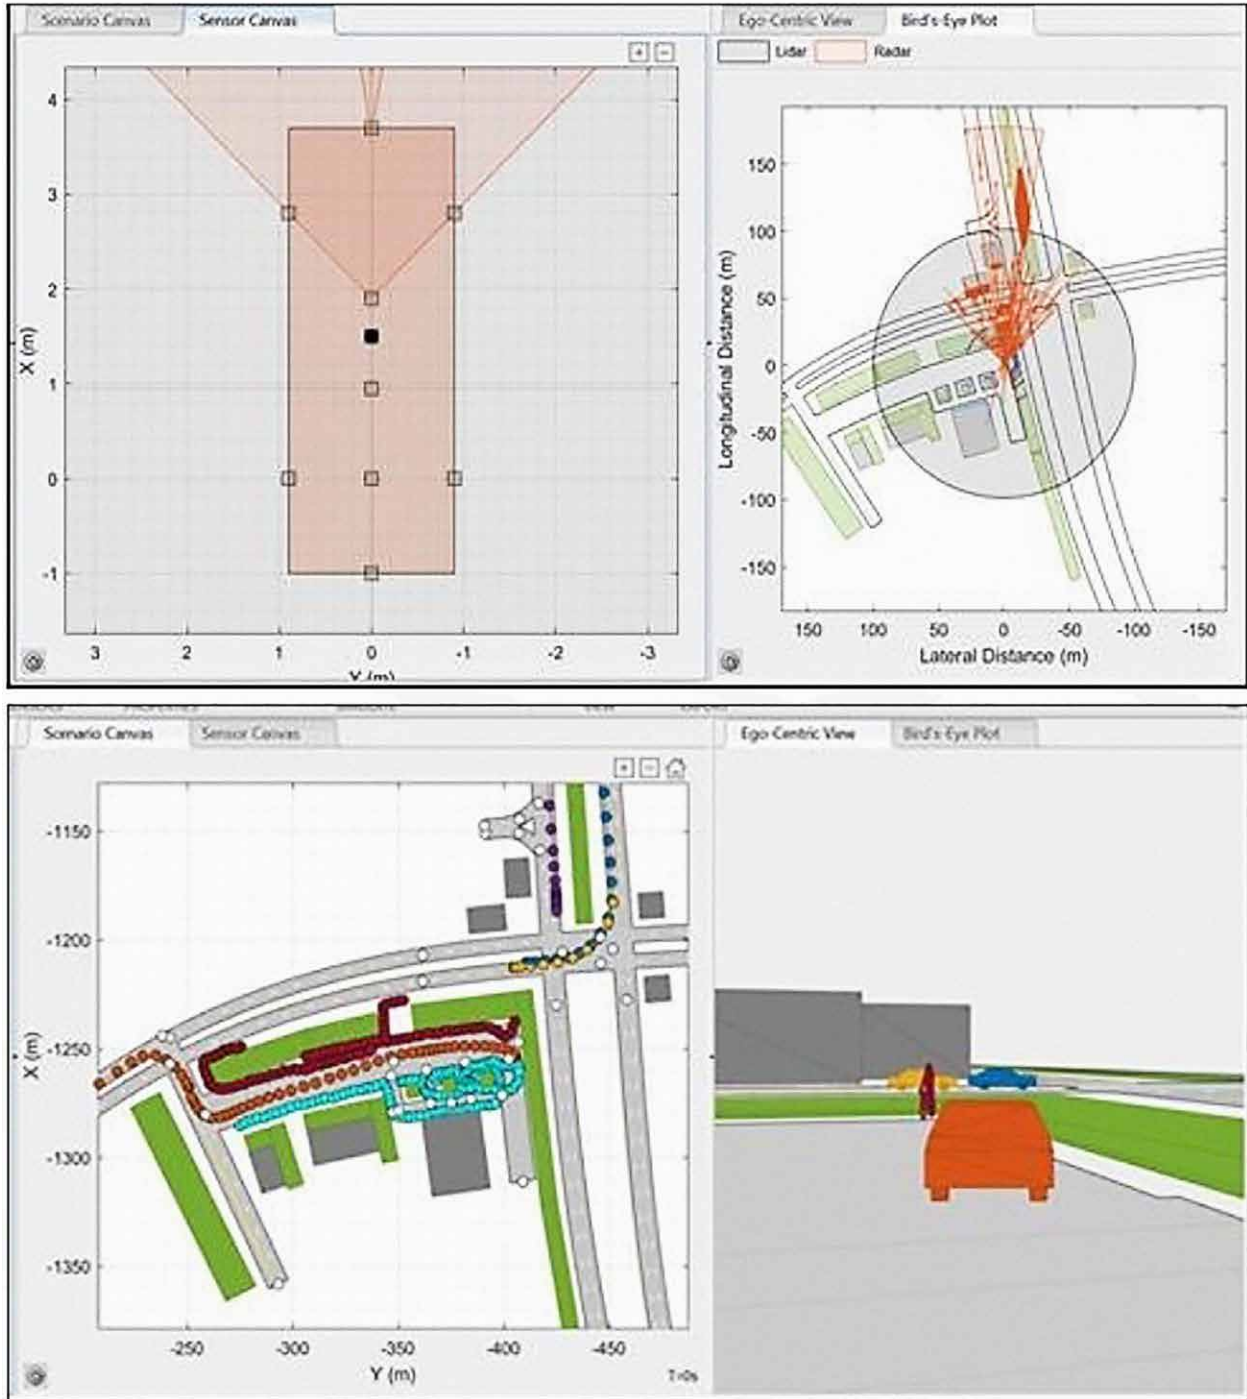 Scenario Canvas
Sensor Canvas
+ −
4
3
2
1
0
-1
X (m)
3 2 1 0 -1 -2 -3
Y (m)
Ego-Centric View
Bird's-Eye Plot
Lidar
Radar
150
100
50
0
-50
-100
-150
Longitudinal Distance (m)
150 100 50 0 -50 -100 -150
Lateral Distance (m)
PROPERTIES
VIEW
Scenario Canvas
Sensor Canvas
+ −
-1150
-1200
-1250
-1300
-1350
X (m)
-250 -300 -350 -400 -450
Y (m)
T=0s
Ego-Centric View
Bird's-Eye Plot